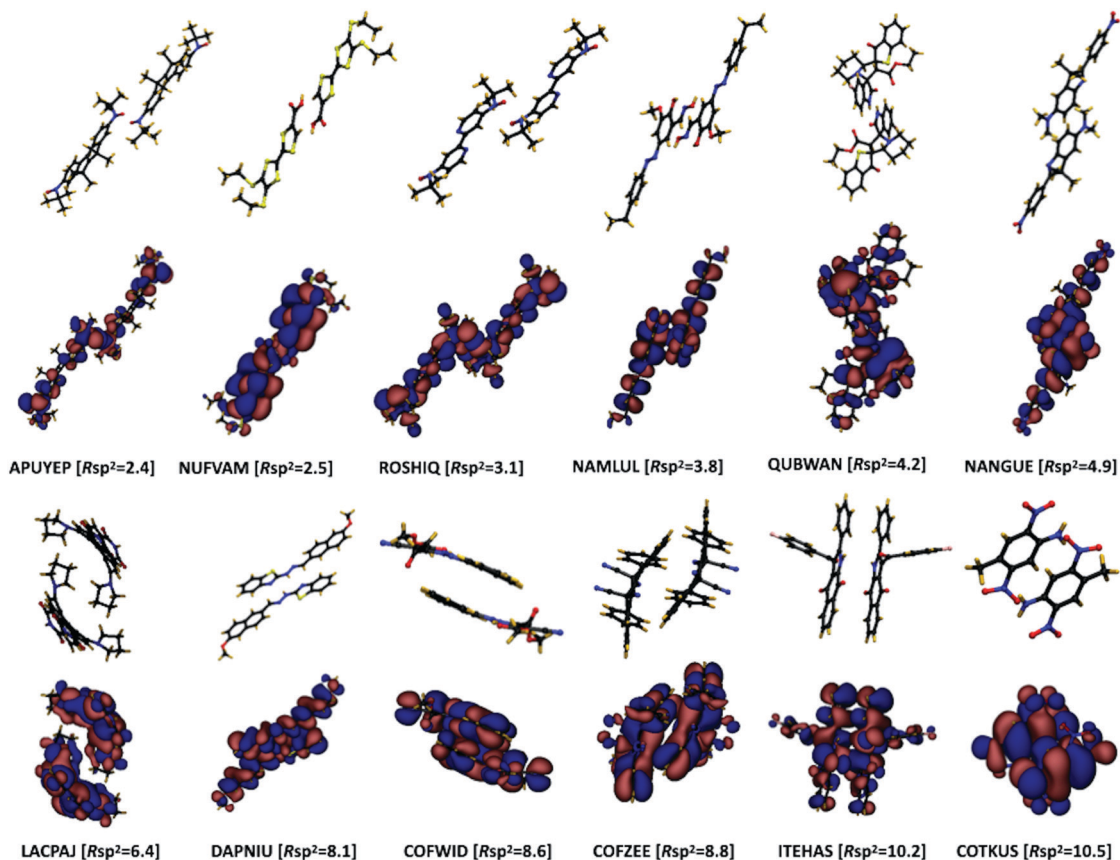 APUYEP [Rsp²=2.4] NUFVAM [Rsp²=2.5] ROSHIQ [Rsp²=3.1] NAMLUL [Rsp²=3.8] QUBWAN [Rsp²=4.2] NANGUE [Rsp²=4.9]
LACPAJ [Rsp²=6.4] DAPNIU [Rsp²=8.1] COFWID [Rsp²=8.6] COFZEE [Rsp²=8.8] ITEHAS [Rsp²=10.2] COTKUS [Rsp²=10.5]